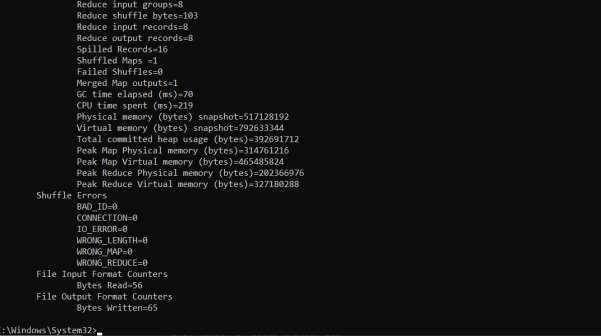 Reduce input groups=8
Reduce shuffle bytes=103
Reduce input records=8
Reduce output records=8
Spilled Records=16
Shuffled Maps =1
Failed Shuffles=0
Merged Map outputs=1
GC time elapsed (ms)=70
CPU time spent (ms)=219
Physical memory (bytes) snapshot=517128192
Virtual memory (bytes) snapshot=792633344
Total committed heap usage (bytes)=392691712
Peak Map Physical memory (bytes)=314761216
Peak Map Virtual memory (bytes)=465485824
Peak Reduce Physical memory (bytes)=202366976
Peak Reduce Virtual memory (bytes)=327180288
Shuffle Errors
BAD_ID=0
CONNECTION=0
IO_ERROR=0
WRONG_LENGTH=0
WRONG_MAP=0
WRONG_REDUCE=0
File Input Format Counters
Bytes Read=56
File Output Format Counters
Bytes Written=65
:\Windows\System32>